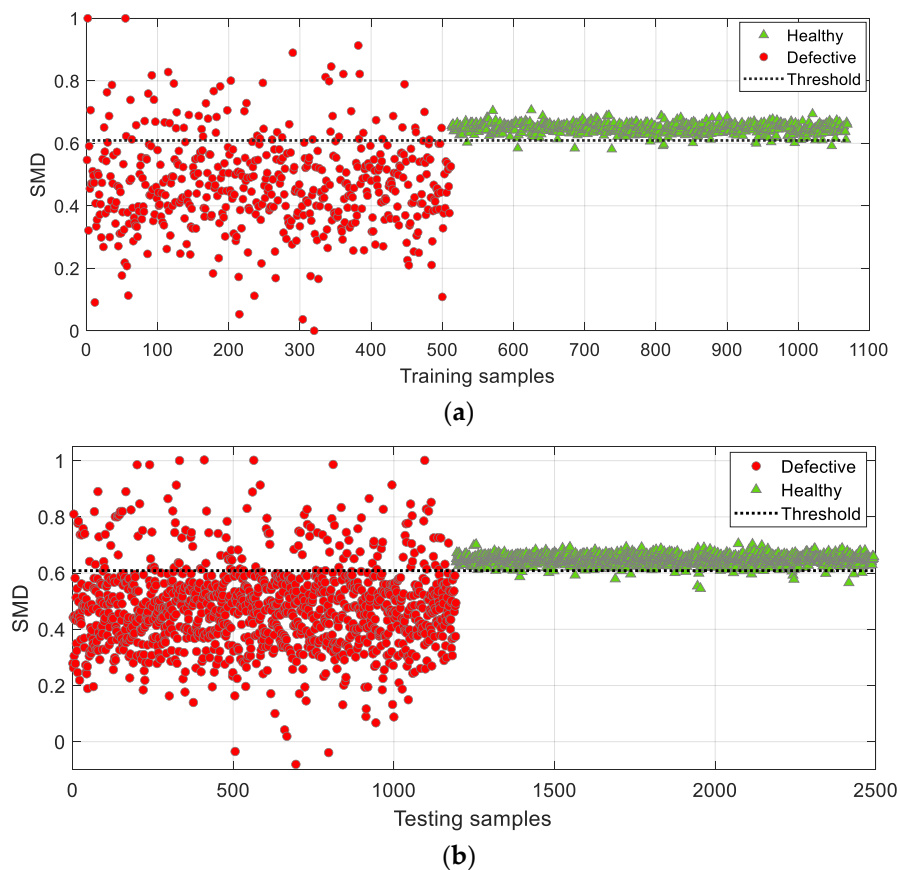 1
0.8
0.6
0.4
0.2
0
SMD
Healthy
Defective
Threshold
0 100 200 300 400 500 600 700 800 900 1000 1100
Training samples
(a)
1
0.8
0.6
0.4
0.2
0
SMD
Defective
Healthy
Threshold
0 500 1000 1500 2000 2500
Testing samples
(b)